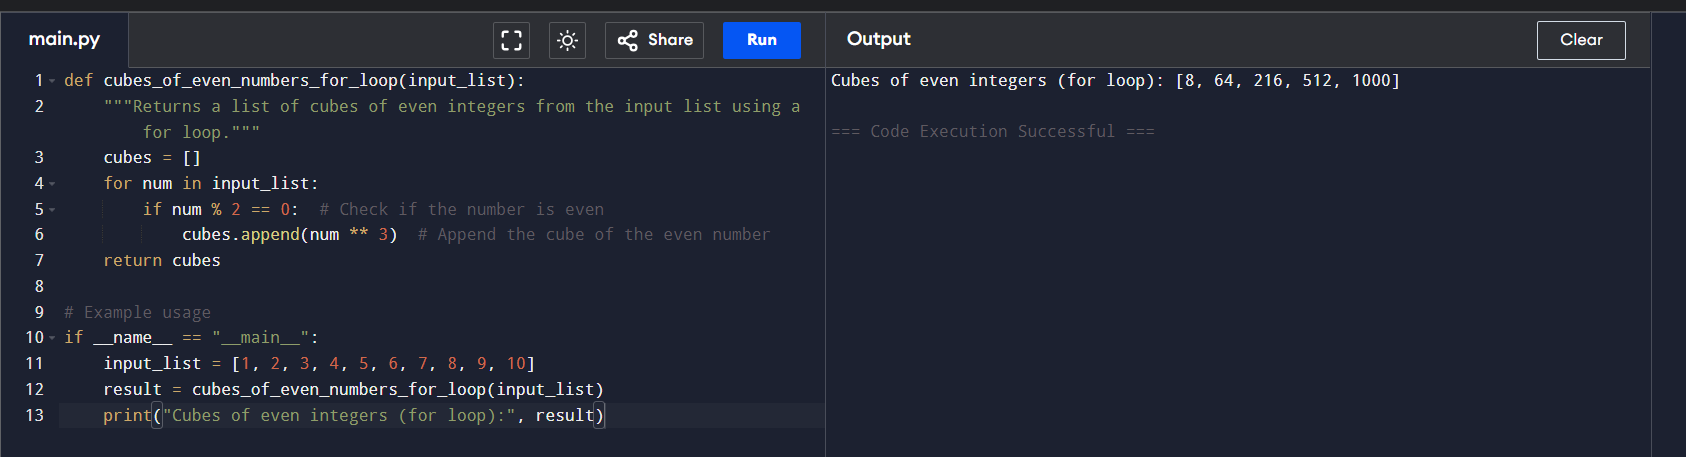 main.py
Share
Run
Output
Clear
1 def cubes_of_even_numbers_for_loop(input_list):
2     """Returns a list of cubes of even integers from the input list using a
        for loop."""
3     cubes = []
4     for num in input_list:
5         if num % 2 == 0:  # Check if the number is even
6             cubes.append(num ** 3)  # Append the cube of the even number
7     return cubes
8
9 # Example usage
10 if __name__ == "__main__":
11     input_list = [1, 2, 3, 4, 5, 6, 7, 8, 9, 10]
12     result = cubes_of_even_numbers_for_loop(input_list)
13     print("Cubes of even integers (for loop):", result)
Cubes of even integers (for loop): [8, 64, 216, 512, 1000]
=== Code Execution Successful ===